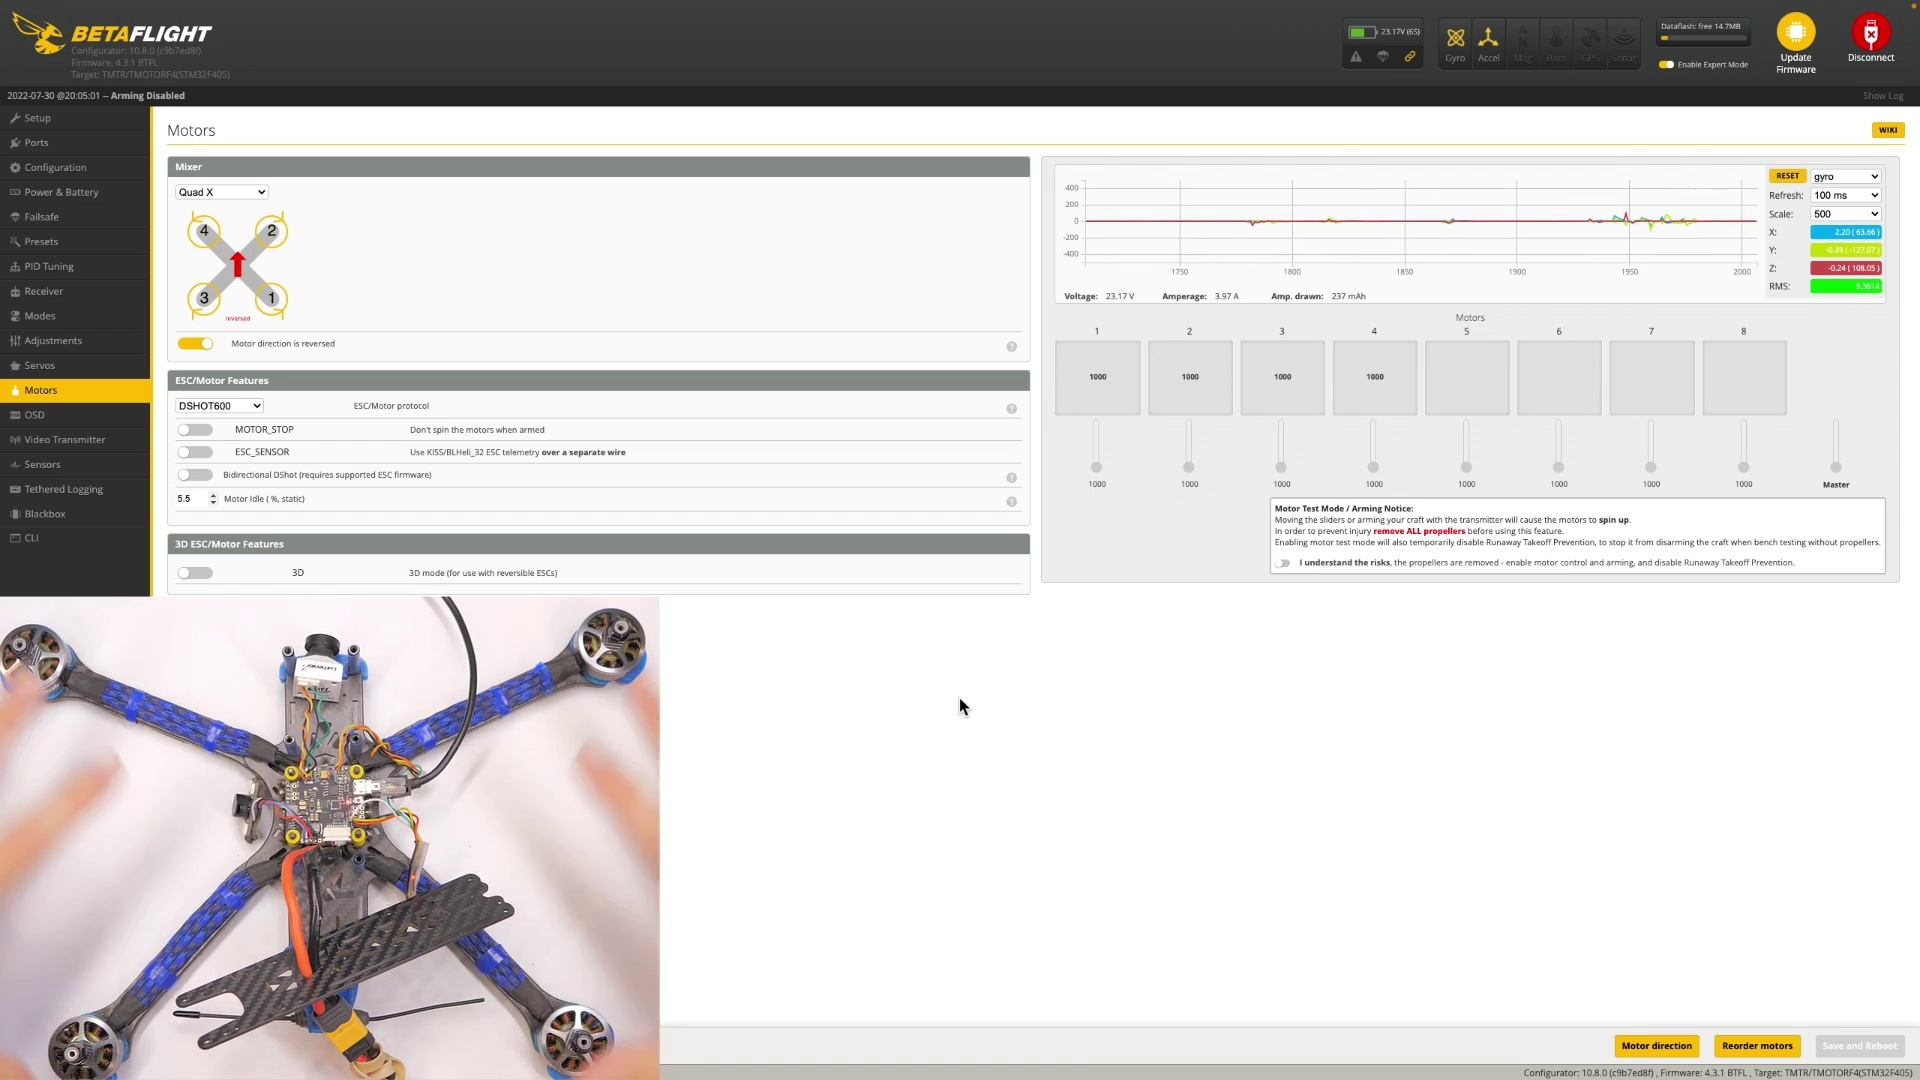 BETAFLIGHT
Configurator: 10.8.0 (c9b7ed8f)
Firmware: 4.3.1 BTFL
Target: TMTR/TMOTORF4(STM32F405)
23.17V (6S)
Gyro Accel Mag Baro GPS Sonar
Dataflash: free 14.7MB
Enable Expert Mode
Update Firmware
Disconnect
2022-07-30 @20:05:01 -- Arming Disabled
Show Log
Setup
Ports
Configuration
Power & Battery
Failsafe
Presets
PID Tuning
Receiver
Modes
Adjustments
Servos
Motors
OSD
Video Transmitter
Sensors
Tethered Logging
Blackbox
CLI
Motors
WIKI
Mixer
Quad X
4 2
3 1
reversed
Motor direction is reversed
ESC/Motor Features
DSHOT600 ESC/Motor protocol
MOTOR_STOP Don't spin the motors when armed
ESC_SENSOR Use KISS/BLHeli_32 ESC telemetry over a separate wire
Bidirectional DShot (requires supported ESC firmware)
5.5 Motor Idle ( %, static)
3D ESC/Motor Features
3D 3D mode (for use with reversible ESCs)
400
200
0
-200
-400
1750 1800 1850 1900 1950 2000
RESET gyro
Refresh: 100 ms
Scale: 500
X: 2.20 ( 63.66 )
Y: -0.49 ( -127.07 )
Z: -0.24 ( 108.05 )
RMS: 9.3614
Voltage: 23.17 V Amperage: 3.97 A Amp. drawn: 237 mAh
Motors
1 2 3 4 5 6 7 8
1000 1000 1000 1000
1000 1000 1000 1000 1000 1000 1000 1000 Master
Motor Test Mode / Arming Notice:
Moving the sliders or arming your craft with the transmitter will cause the motors to spin up.
In order to prevent injury remove ALL propellers before using this feature.
Enabling motor test mode will also temporarily disable Runaway Takeoff Prevention, to stop it from disarming the craft when bench testing without propellers.
I understand the risks, the propellers are removed - enable motor control and arming, and disable Runaway Takeoff Prevention.
Motor direction
Reorder motors
Save and Reboot
Configurator: 10.8.0 (c9b7ed8f) , Firmware: 4.3.1 BTFL , Target: TMTR/TMOTORF4(STM32F405)